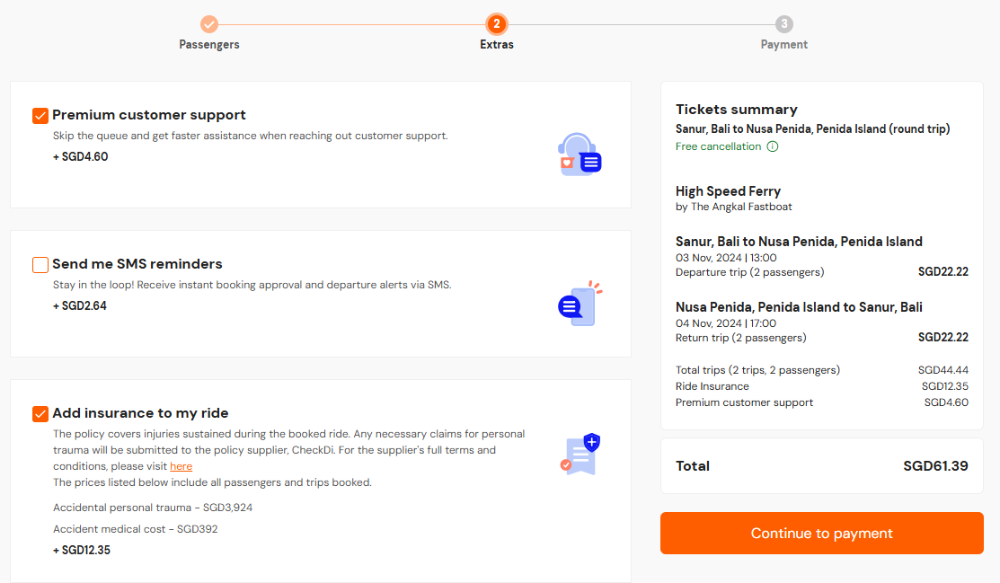 2
3
Passengers
Extras
Payment
Premium customer support
Skip the queue and get faster assistance when reaching out customer support.
+ SGD4.60
Send me SMS reminders
Stay in the loop! Receive instant booking approval and departure alerts via SMS.
+ SGD2.64
Add insurance to my ride
The policy covers injuries sustained during the booked ride. Any necessary claims for personal
trauma will be submitted to the policy supplier, CheckDi. For the supplier's full terms and
conditions, please visit here
The prices listed below include all passengers and trips booked.
Accidental personal trauma - SGD3,924
Accident medical cost - SGD392
+ SGD12.35
Tickets summary
Sanur, Bali to Nusa Penida, Penida Island (round trip)
Free cancellation
High Speed Ferry
by The Angkal Fastboat
Sanur, Bali to Nusa Penida, Penida Island
03 Nov, 2024 | 13:00
Departure trip (2 passengers) SGD22.22
Nusa Penida, Penida Island to Sanur, Bali
04 Nov, 2024 | 17:00
Return trip (2 passengers) SGD22.22
Total trips (2 trips, 2 passengers) SGD44.44
Ride Insurance SGD12.35
Premium customer support SGD4.60
Total SGD61.39
Continue to payment